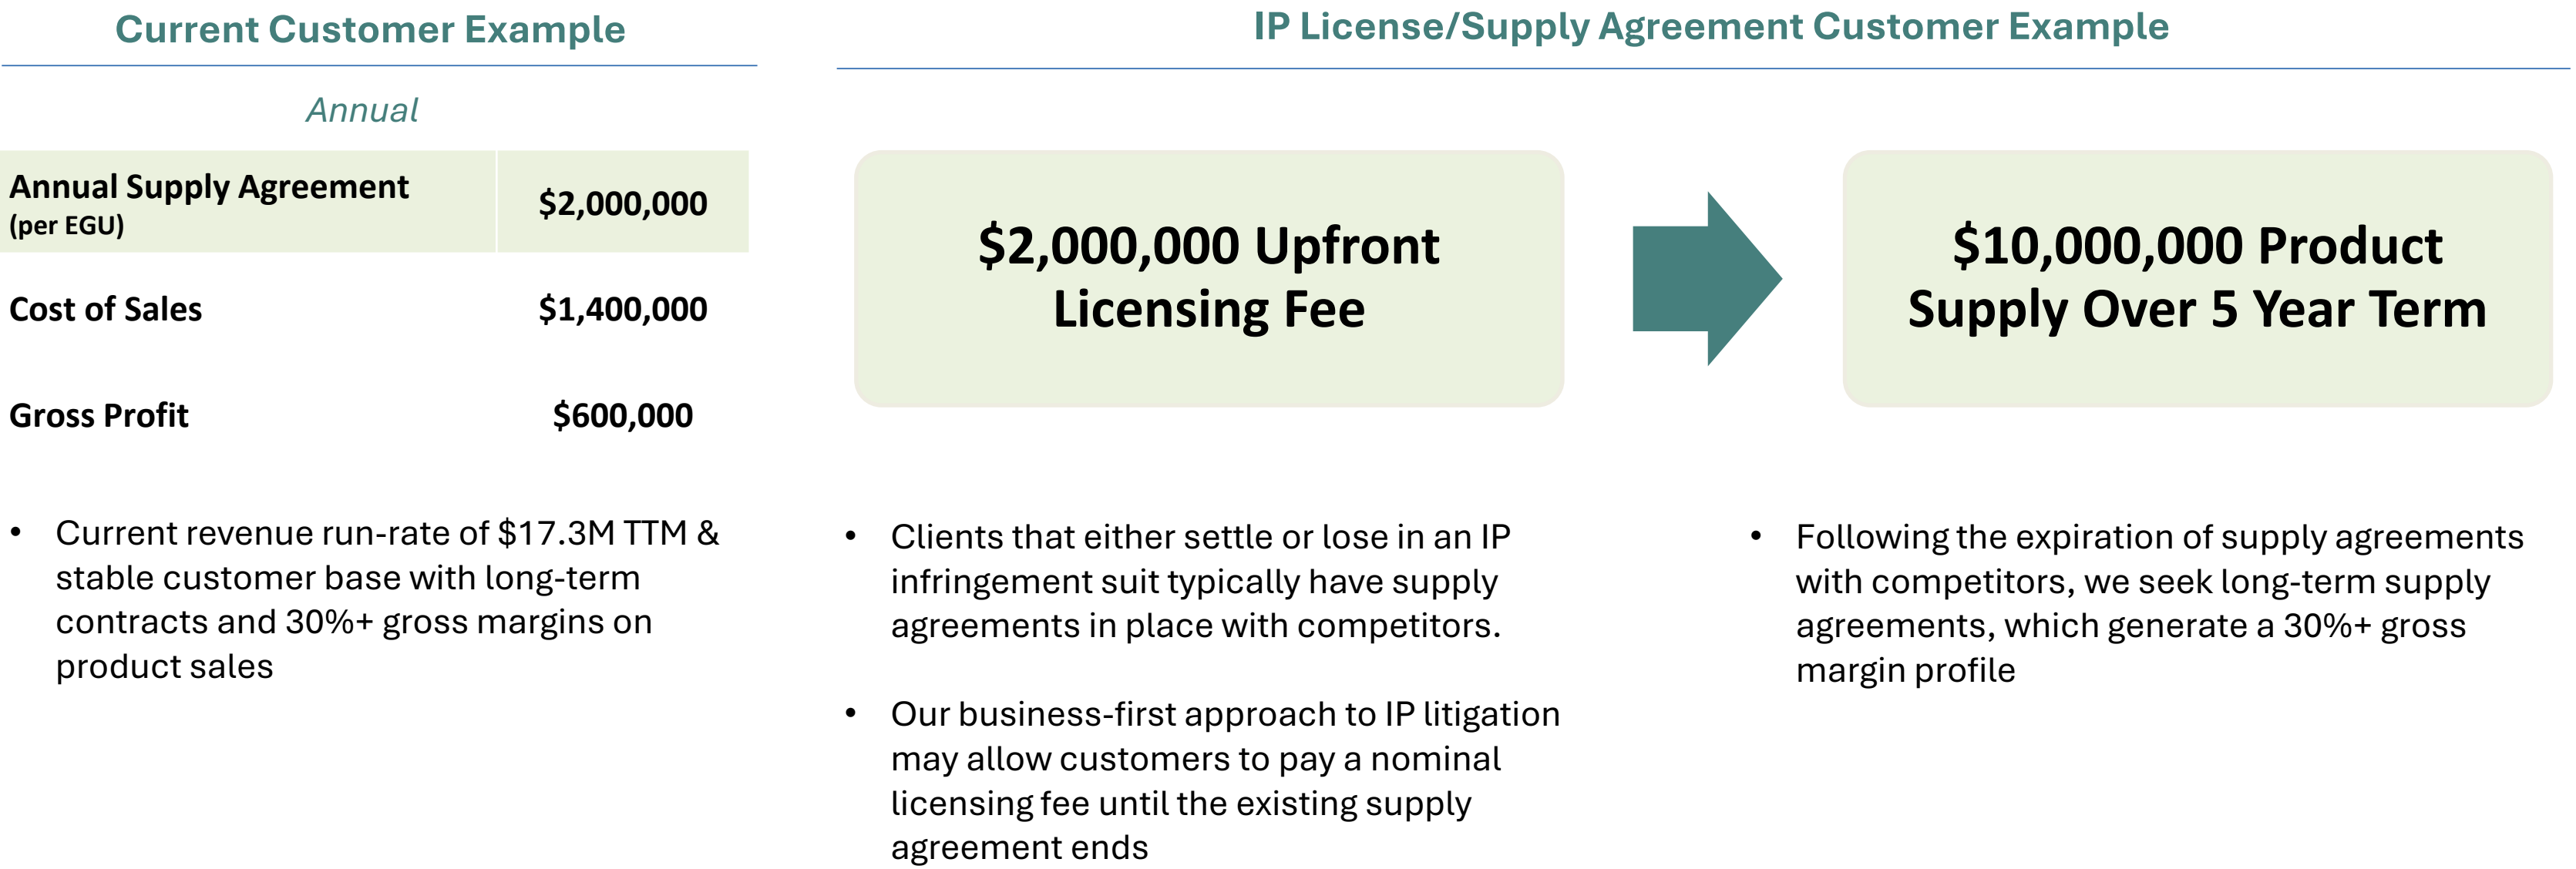 Current Customer Example
Annual
Annual Supply Agreement
(per EGU)
$2,000,000
Cost of Sales
$1,400,000
Gross Profit
$600,000
• Current revenue run-rate of $17.3M TTM &
stable customer base with long-term
contracts and 30%+ gross margins on
product sales
IP License/Supply Agreement Customer Example
$2,000,000 Upfront
Licensing Fee
$10,000,000 Product
Supply Over 5 Year Term
• Clients that either settle or lose in an IP
infringement suit typically have supply
agreements in place with competitors.
• Our business-first approach to IP litigation
may allow customers to pay a nominal
licensing fee until the existing supply
agreement ends
• Following the expiration of supply agreements
with competitors, we seek long-term supply
agreements, which generate a 30%+ gross
margin profile